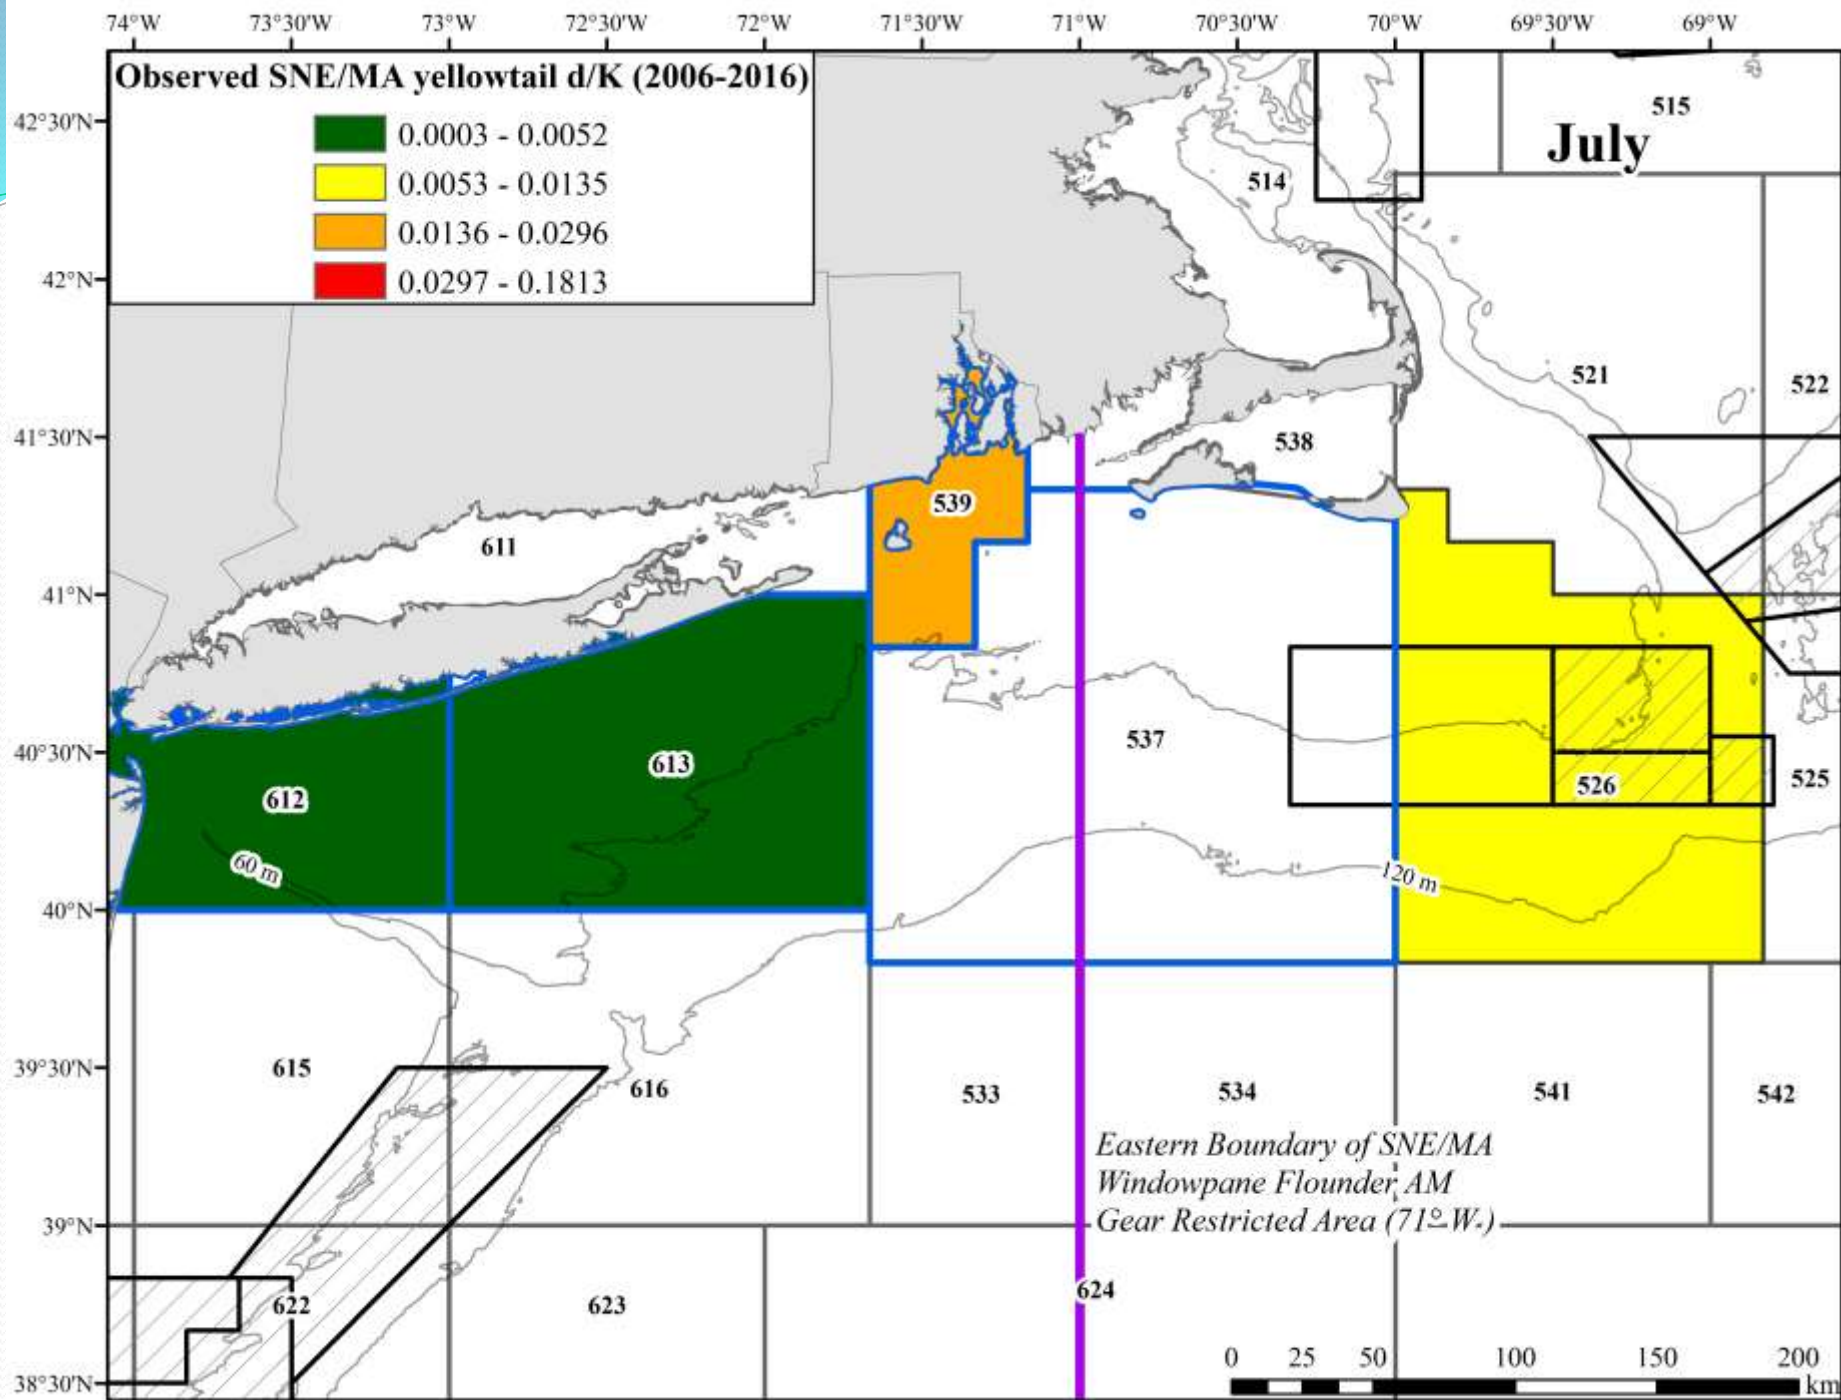 74°W 73°30'W 73°W 72°30'W 72°W 71°30'W 71°W 70°30'W 70°W 69°30'W 69°W
Observed SNE/MA yellowtail d/K (2006-2016)
0.0003 - 0.0052
0.0053 - 0.0135
0.0136 - 0.0296
0.0297 - 0.1813
July
42°30'N
42°N
41°30'N
41°N
40°30'N
40°N
39°30'N
39°N
38°30'N
515
514
521
522
538
539
611
537
613
612
526
525
60 m
120 m
615
616
533
534
541
542
Eastern Boundary of SNE/MA
Windowpane Flounder AM
Gear Restricted Area (71° W.)
622
623
624
0 25 50 100 150 200
km